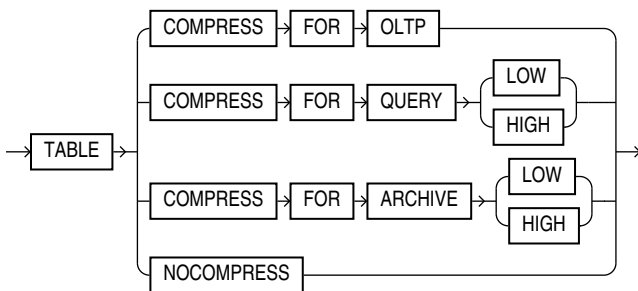 COMPRESS FOR OLTP
LOW
COMPRESS FOR QUERY
HIGH
TABLE
LOW
COMPRESS FOR ARCHIVE
HIGH
NOCOMPRESS